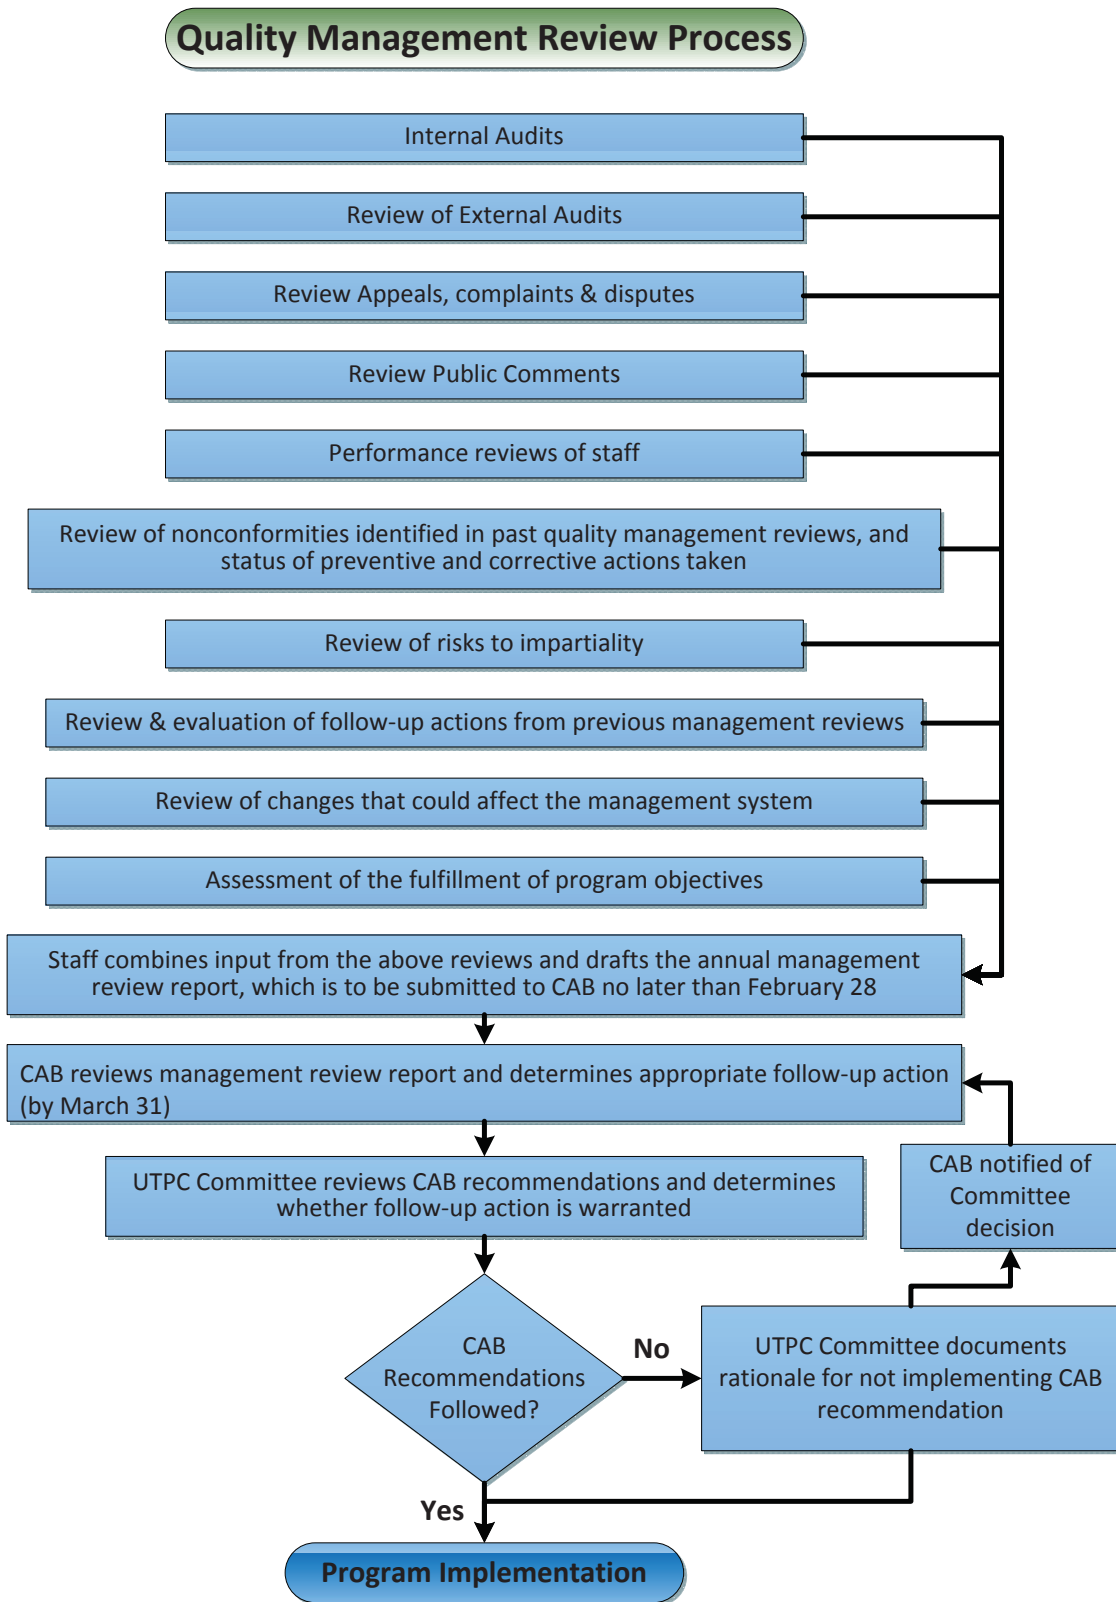 Quality Management Review Process
Internal Audits
Review of External Audits
Review Appeals, complaints & disputes
Review Public Comments
Performance reviews of staff
Review of nonconformities identified in past quality management reviews, and
status of preventive and corrective actions taken
Review of risks to impartiality
Review & evaluation of follow-up actions from previous management reviews
Review of changes that could affect the management system
Assessment of the fulfillment of program objectives
Staff combines input from the above reviews and drafts the annual management
review report, which is to be submitted to CAB no later than February 28
CAB reviews management review report and determines appropriate follow-up action
(by March 31)
UTPC Committee reviews CAB recommendations and determines
whether follow-up action is warranted
CAB notified of
Committee
decision
CAB
Recommendations
Followed?
No
UTPC Committee documents
rationale for not implementing CAB
recommendation
Yes
Program Implementation